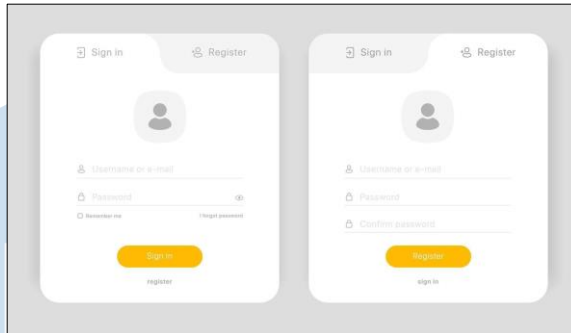 Sign in Register
Username or e-mail
Password
Remember me I forgot password
Sign In
register
Sign in Register
Username or e-mail
Password
Confirm password
Register
sign in